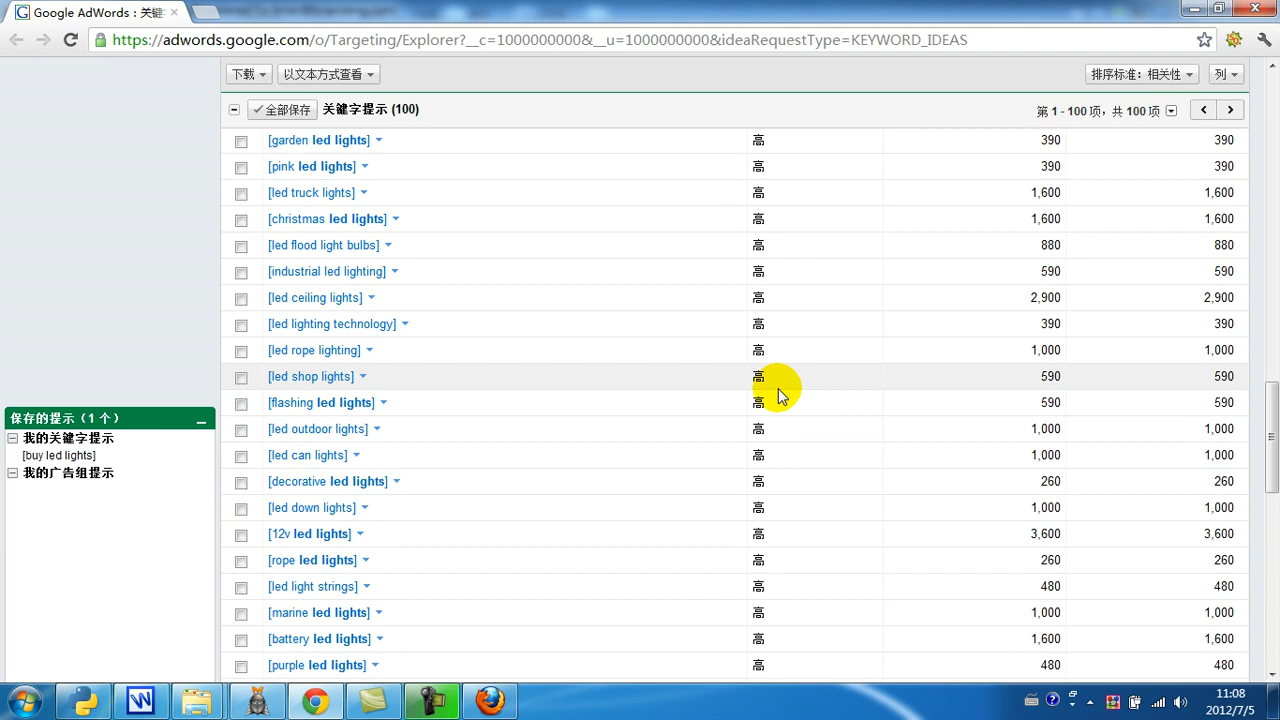 Google AdWords : 关键
https://adwords.google.com/o/Targeting/Explorer?__c=1000000000&__u=1000000000&ideaRequestType=KEYWORD_IDEAS
下载 以文本方式查看 排序标准：相关性 列
全部保存 关键字提示 (100) 第 1 - 100 项，共 100 项
[garden led lights] 高 390 390
[pink led lights] 高 390 390
[led truck lights] 高 1,600 1,600
[christmas led lights] 高 1,600 1,600
[led flood light bulbs] 高 880 880
[industrial led lighting] 高 590 590
[led ceiling lights] 高 2,900 2,900
[led lighting technology] 高 390 390
[led rope lighting] 高 1,000 1,000
[led shop lights] 高 590 590
[flashing led lights] 高 590 590
[led outdoor lights] 高 1,000 1,000
[led can lights] 高 1,000 1,000
[decorative led lights] 高 260 260
[led down lights] 高 1,000 1,000
[12v led lights] 高 3,600 3,600
[rope led lights] 高 260 260
[led light strings] 高 480 480
[marine led lights] 高 1,000 1,000
[battery led lights] 高 1,600 1,600
[purple led lights] 高 480 480
保存的提示（1 个）
我的关键字提示
[buy led lights]
我的广告组提示
11:08
2012/7/5